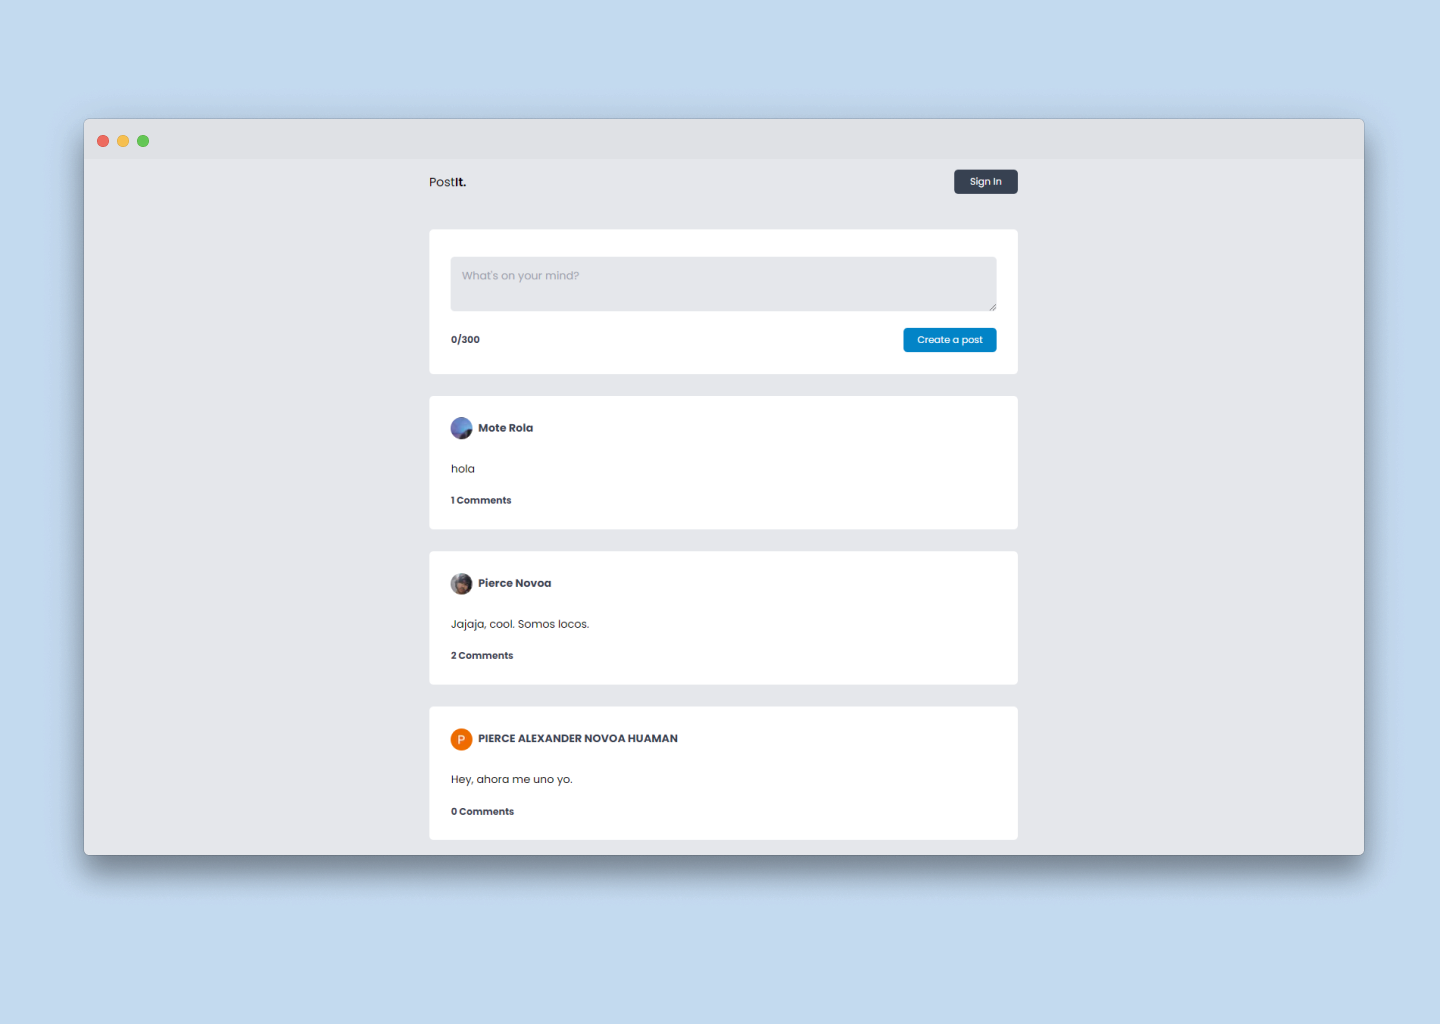 PostIt.
Sign In
What's on your mind?
0/300
Create a post
Mote Rola
hola
1 Comments
Pierce Novoa
Jajaja, cool. Somos locos.
2 Comments
P
PIERCE ALEXANDER NOVOA HUAMAN
Hey, ahora me uno yo.
0 Comments